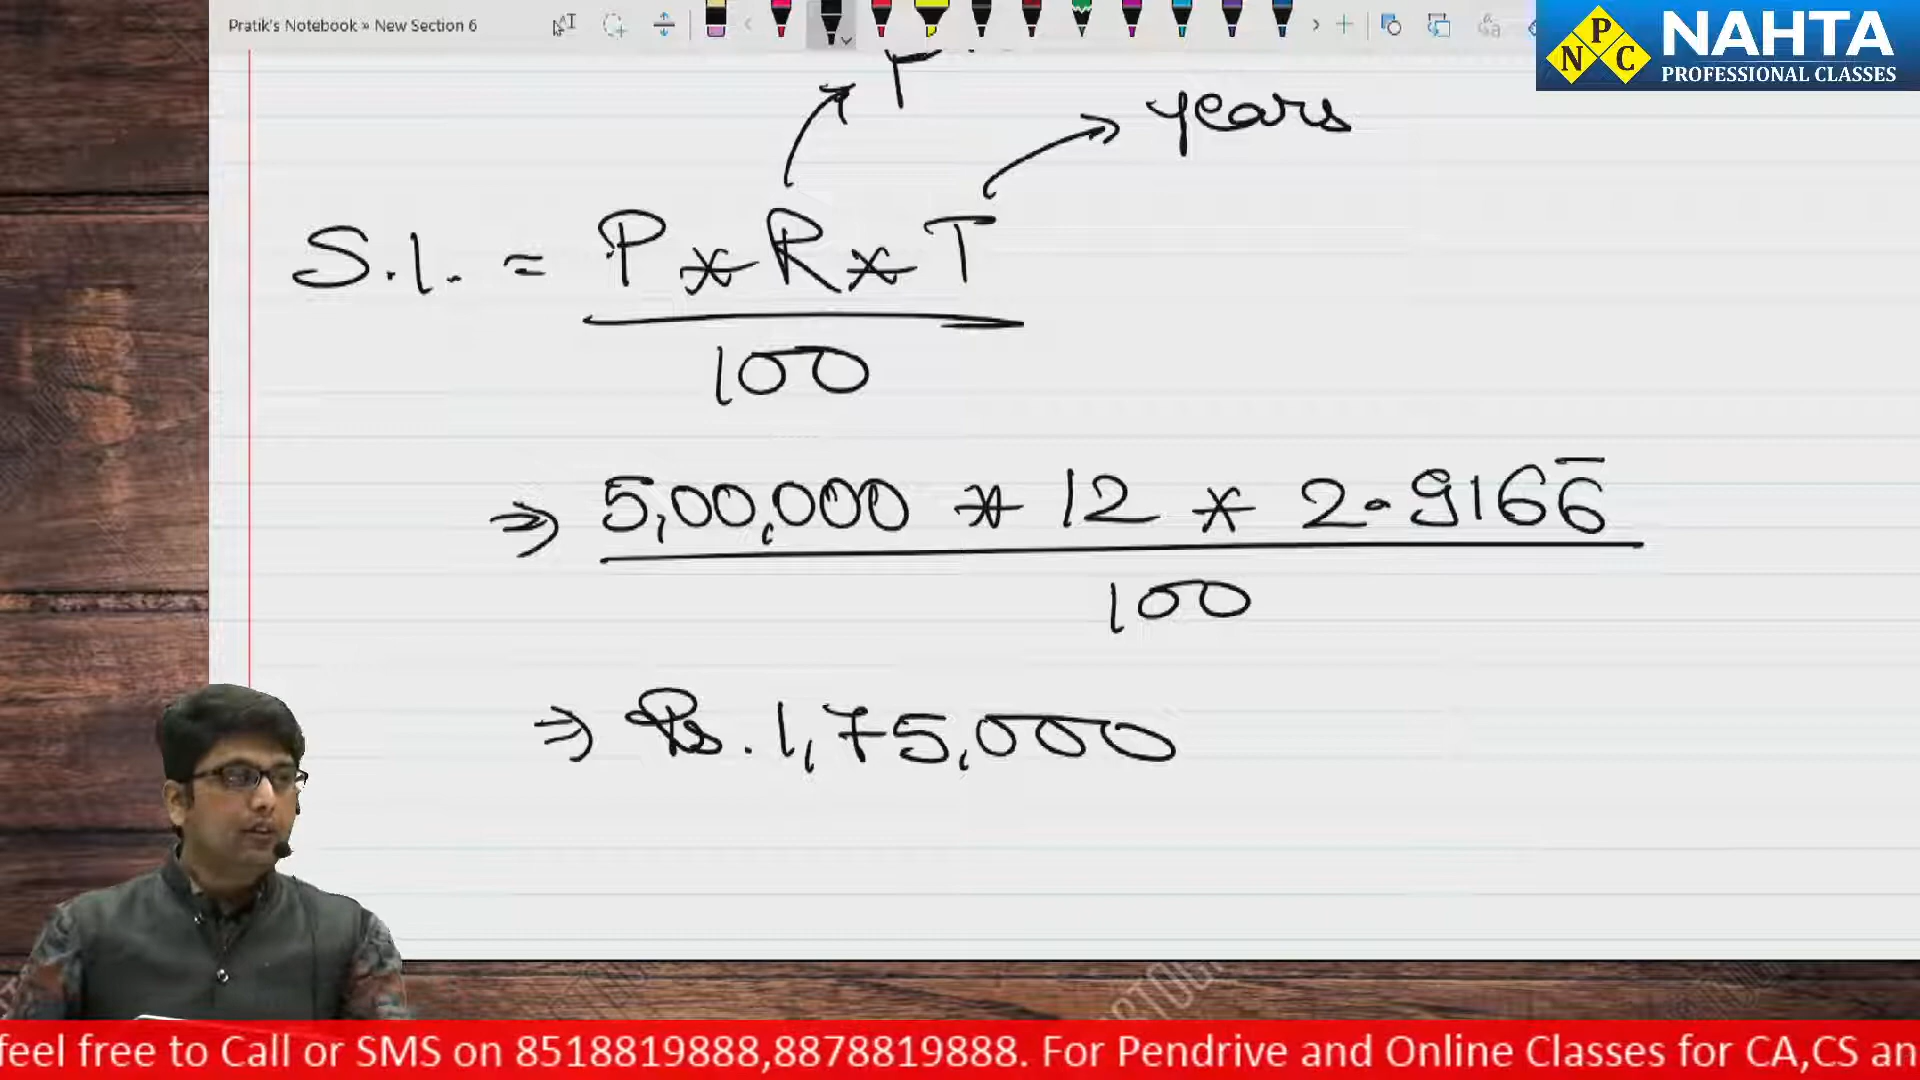 Pratik's Notebook » New Section 6
NPC
NAHTA
PROFESSIONAL CLASSES
years
S.I. = P * R * T
100
⇒ 5,00,000 * 12 * 2.9166̅
100
⇒ Rs. 1,75,000
feel free to Call or SMS on 8518819888,8878819888. For Pendrive and Online Classes for CA,CS an